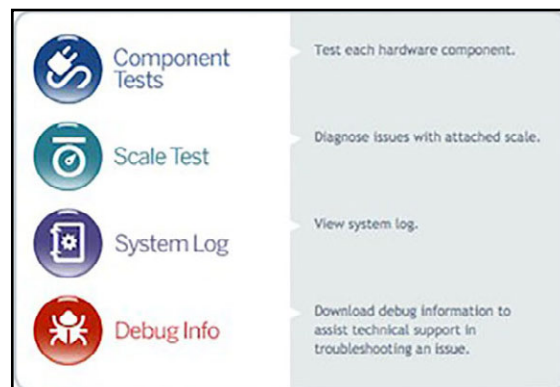 Component
Tests
Test each hardware component.
Scale Test
Diagnose issues with attached scale.
System Log
View system log.
Debug Info
Download debug information to
assist technical support in
troubleshooting an issue.